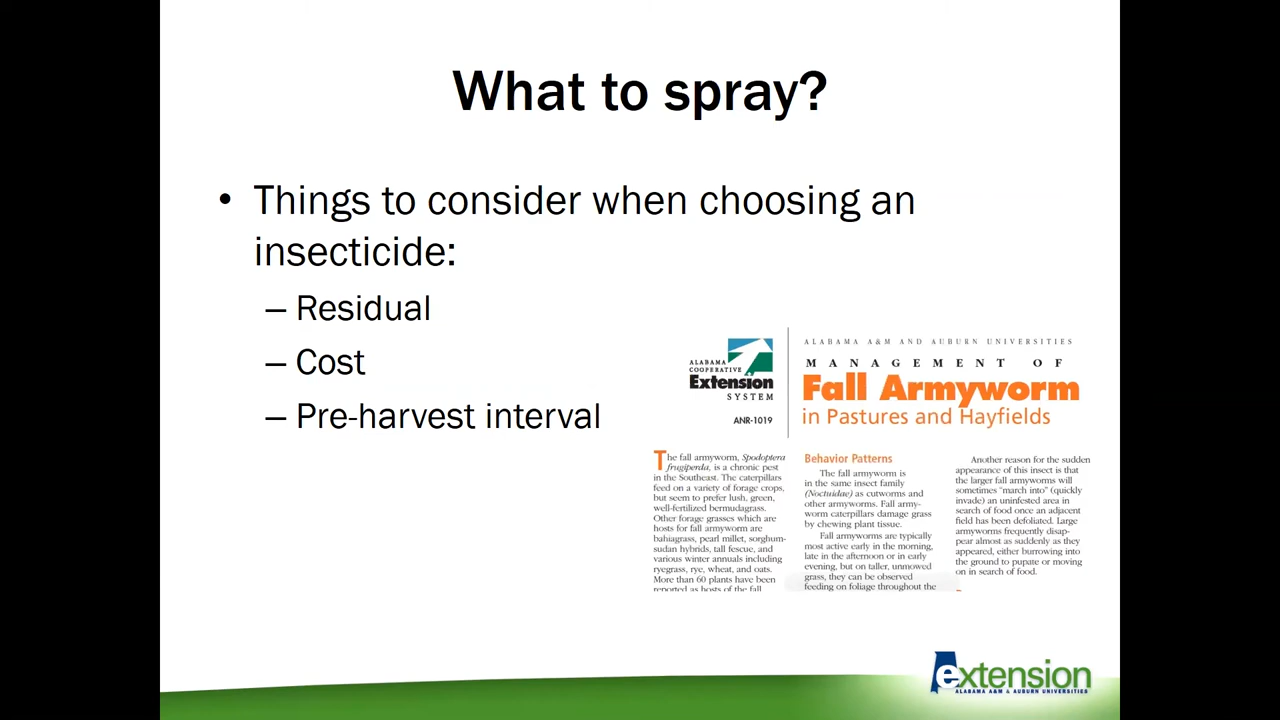 What to spray?
• Things to consider when choosing an
insecticide:
– Residual
– Cost
– Pre-harvest interval
ALABAMA
COOPERATIVE
Extension
SYSTEM
ANR-1019
ALABAMA A&M AND AUBURN UNIVERSITIES
MANAGEMENT OF
Fall Armyworm
in Pastures and Hayfields
The fall armyworm, Spodoptera
frugiperda, is a chronic pest
in the Southeast. The caterpillars
feed on a variety of forage crops,
but seem to prefer lush, green,
well-fertilized bermudagrass.
Other forage grasses which are
hosts for fall armyworm are
bahiagrass, pearl millet, sorghum-
sudan hybrids, tall fescue, and
various winter annuals including
ryegrass, rye, wheat, and oats.
More than 60 plants have been
reported as hosts of the fall
Behavior Patterns
The fall armyworm is
in the same insect family
(Noctuidae) as cutworms and
other armyworms. Fall army-
worm caterpillars damage grass
by chewing plant tissue.
Fall armyworms are typically
most active early in the morning,
late in the afternoon or in early
evening, but on taller, unmowed
grass, they can be observed
feeding on foliage throughout the
Another reason for the sudden
appearance of this insect is that
the larger fall armyworms will
sometimes “march into” (quickly
invade) an uninfested area in
search of food once an adjacent
field has been defoliated. Large
armyworms frequently disap-
pear almost as suddenly as they
appeared, either burrowing into
the ground to pupate or moving
on in search of food.
extension
ALABAMA A&M & AUBURN UNIVERSITIES